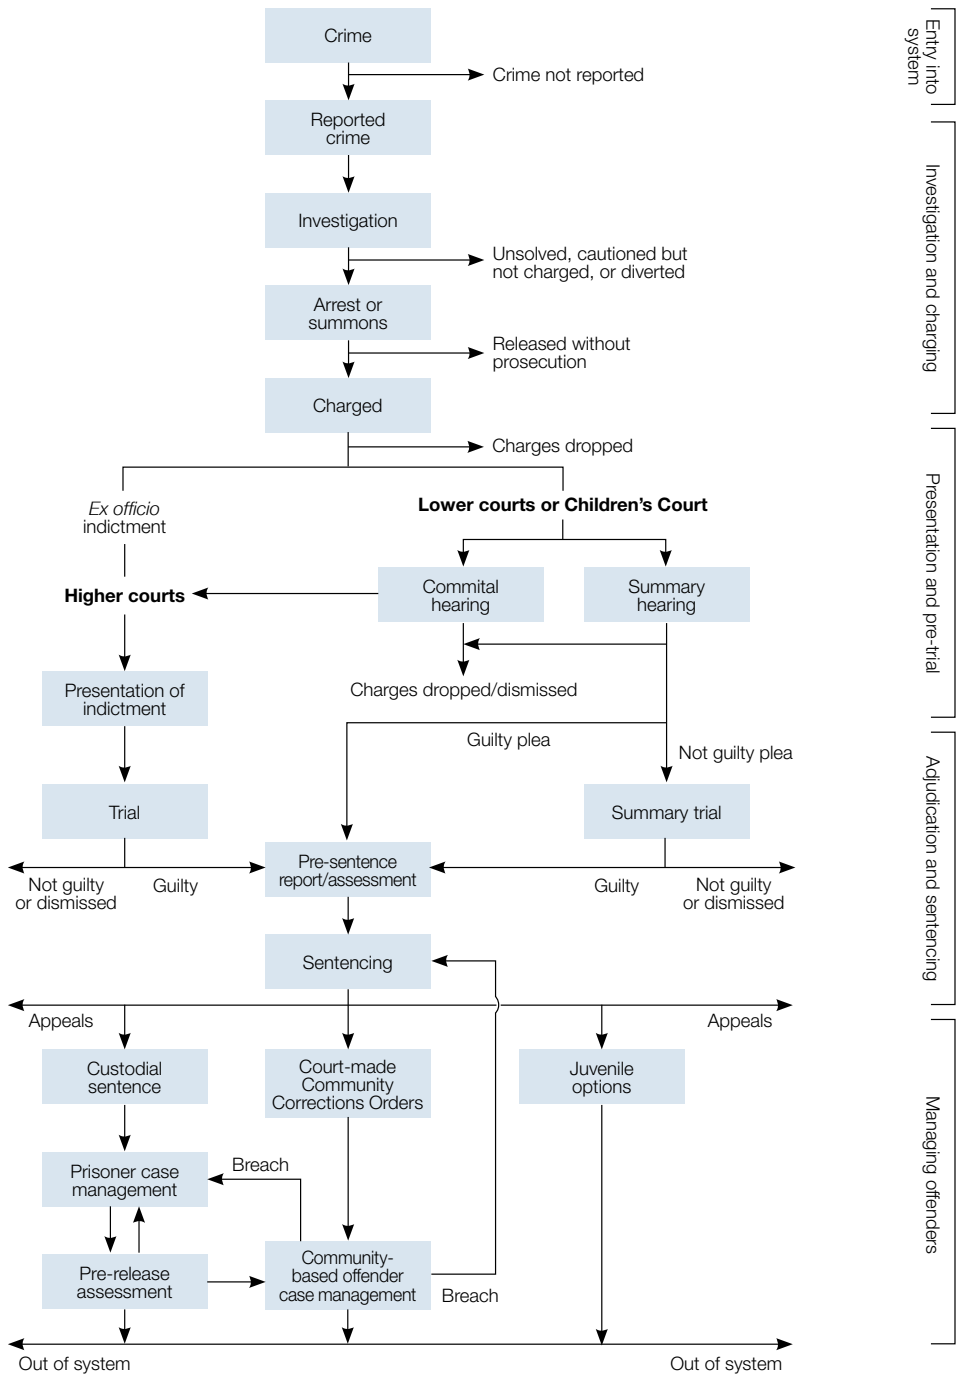 Crime
Entry into
system
Crime not reported
Reported
crime
Investigation
Investigation and charging
Unsolved, cautioned but
not charged, or diverted
Arrest or
summons
Released without
prosecution
Charged
Charges dropped
Presentation and pre-trial
Ex officio
indictment
Lower courts or Children's Court
Higher courts
Commital
hearing
Summary
hearing
Presentation of
indictment
Charges dropped/dismissed
Guilty plea
Not guilty plea
Adjudication and sentencing
Trial
Summary trial
Not guilty
or dismissed
Guilty
Pre-sentence
report/assessment
Guilty
Not guilty
or dismissed
Sentencing
Appeals
Appeals
Managing offenders
Custodial
sentence
Court-made
Community
Corrections Orders
Juvenile
options
Prisoner case
management
Breach
Pre-release
assessment
Community-
based offender
case management
Breach
Out of system
Out of system